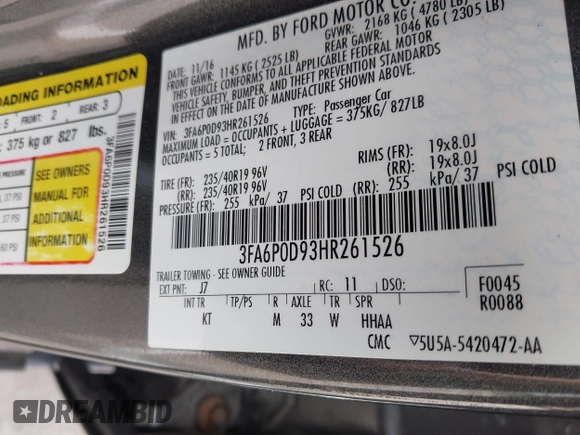 MFD. BY FORD MOTOR CO.
DATE: 11/16 GVWR: 2168 KG ( 4780 LB)
FRONT GAWR: 1145 KG ( 2525 LB) REAR GAWR: 1046 KG ( 2305 LB)
THIS VEHICLE CONFORMS TO ALL APPLICABLE FEDERAL MOTOR
VEHICLE SAFETY, BUMPER, AND THEFT PREVENTION STANDARDS
IN EFFECT ON THE DATE OF MANUFACTURE SHOWN ABOVE.
VIN: 3FA6P0D93HR261526 TYPE: Passenger Car
MAXIMUM LOAD = OCCUPANTS + LUGGAGE = 375KG/ 827LB
OCCUPANTS = 5 TOTAL; 2 FRONT, 3 REAR
TIRE (FR): 235/40R19 96V RIMS (FR): 19x8.0J
(RR): 235/40R19 96V (RR): 19x8.0J
PRESSURE (FR): 255 kPa/ 37 PSI COLD (RR): 255 kPa/ 37 PSI COLD
3FA6P0D93HR261526
TRAILER TOWING - SEE OWNER GUIDE
EXT PNT: J7 RC: 11 DSO: F0045
R0088
INT TR TP/PS R AXLE TR SPR
KT M 33 W HHAA
CMC ▽5U5A-5420472-AA
OADING INFORMATION
5 FRONT: 2 REAR: 3
375 kg or 827 lbs.
PRESSURE
SEE OWNERS
MANUAL FOR
ADDITIONAL
INFORMATION
37 PSI
60 PSI
3FA6P0D93HR261526
DREAMBID